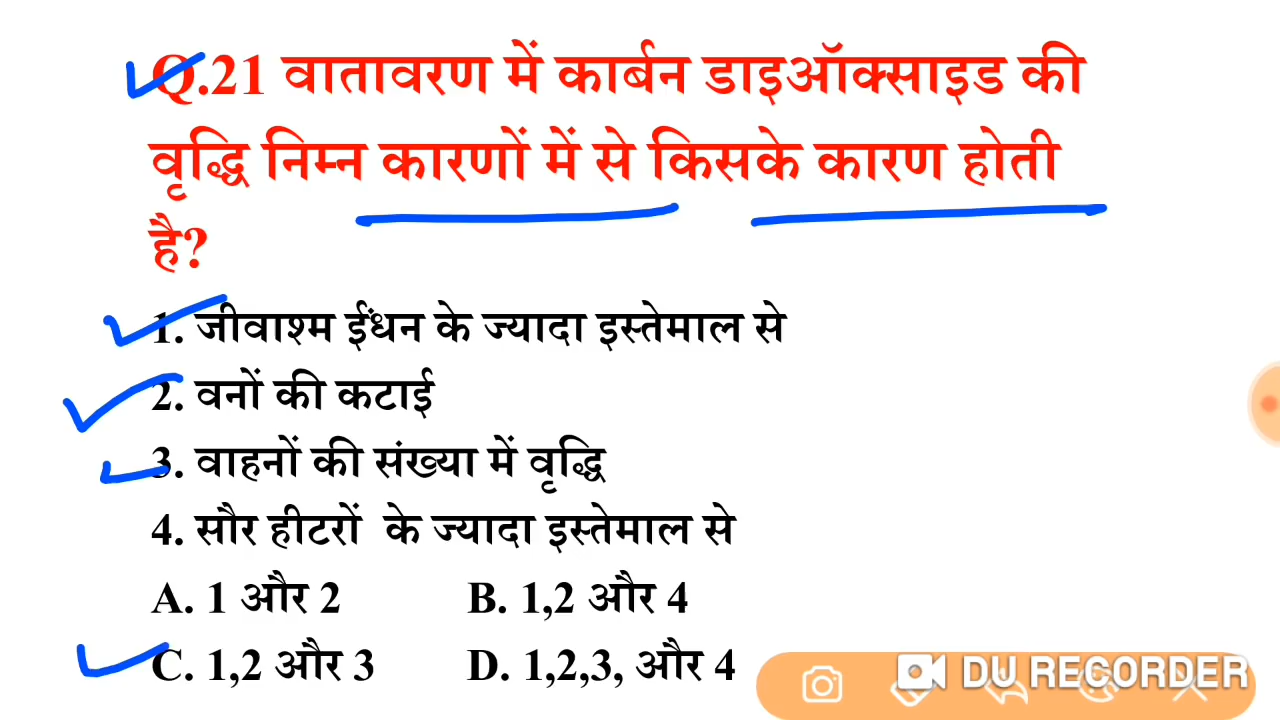 Q.21 वातावरण में कार्बन डाइऑक्साइड की
वृद्धि निम्न कारणों में से किसके कारण होती
है?
1. जीवाश्म ईंधन के ज्यादा इस्तेमाल से
2. वनों की कटाई
3. वाहनों की संख्या में वृद्धि
4. सौर हीटरों के ज्यादा इस्तेमाल से
A. 1 और 2 B. 1,2 और 4
C. 1,2 और 3 D. 1,2,3, और 4
DU RECORDER